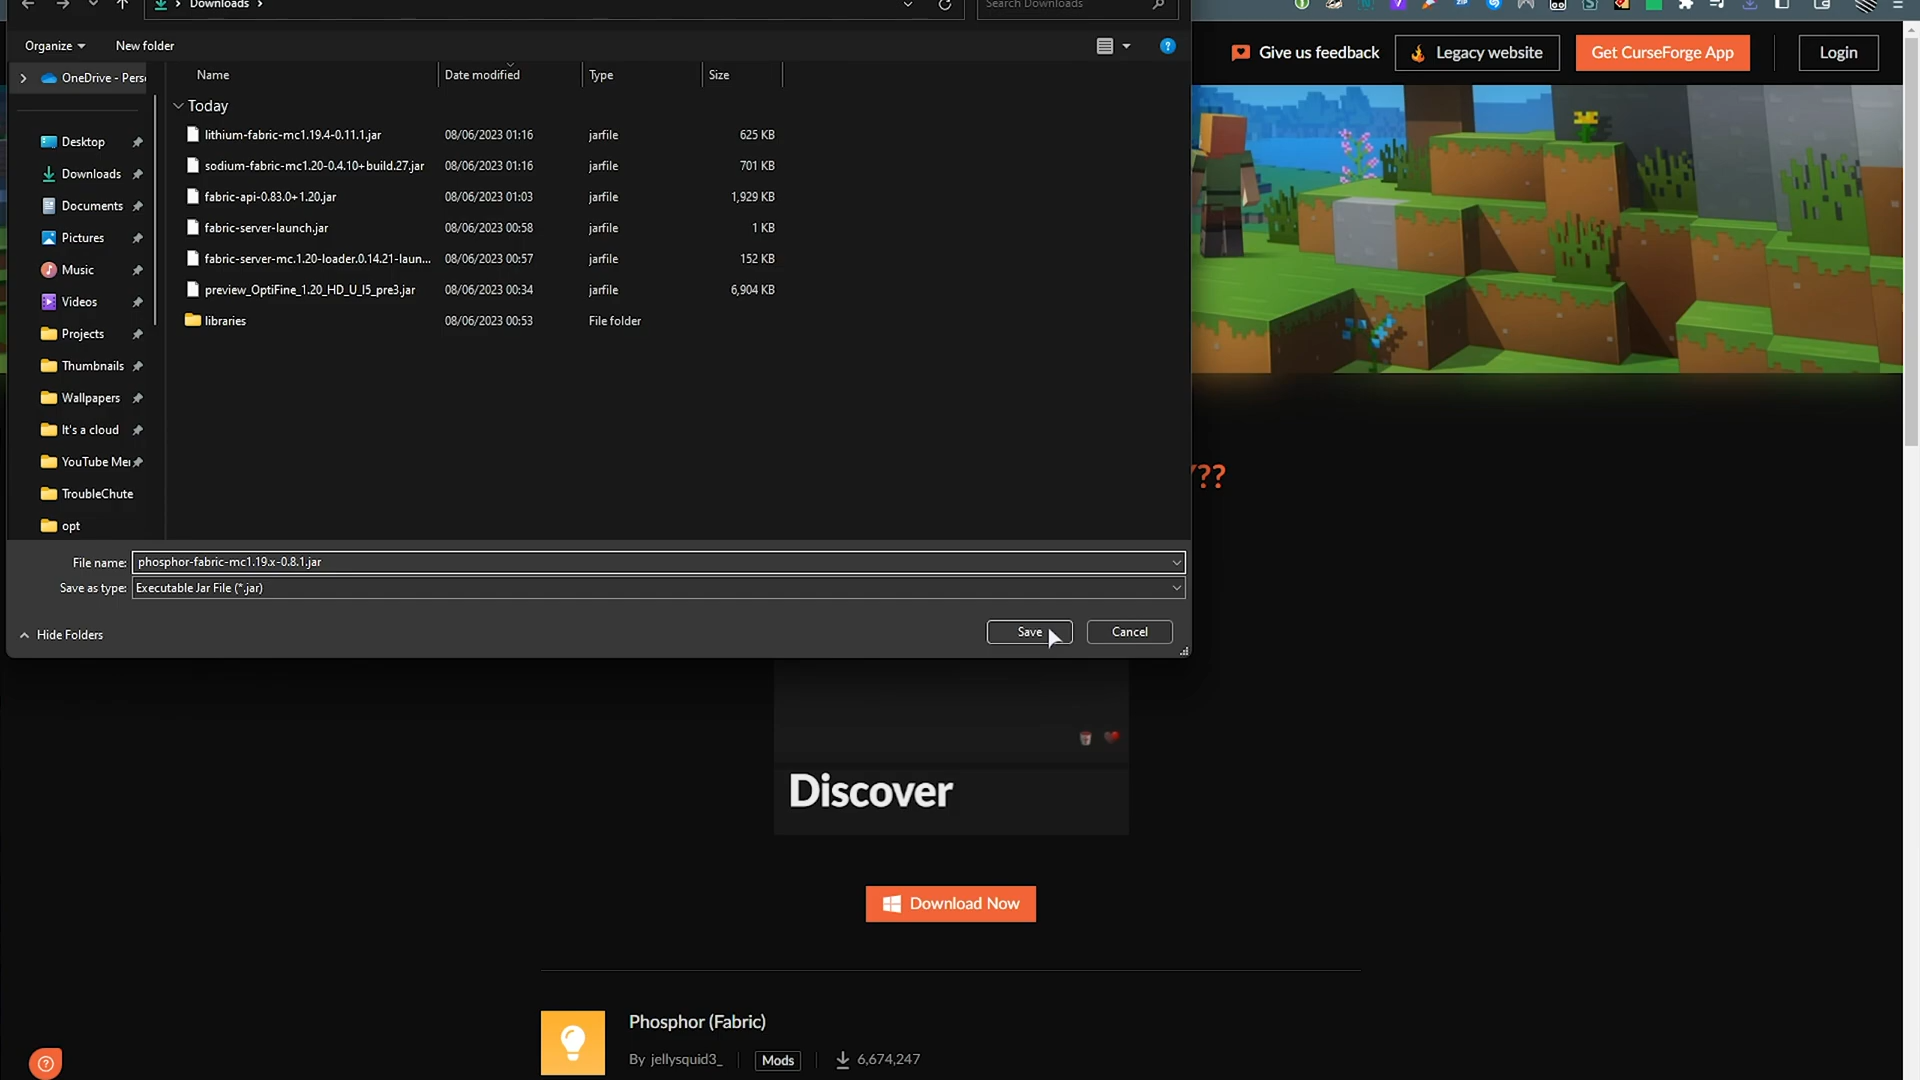 Downloads
Search Downloads
Organize
New folder
Give us feedback
Legacy website
Get CurseForge App
Login
OneDrive - Pers
Name
Date modified
Type
Size
Today
lithium-fabric-mc1.19.4-0.11.1.jar 08/06/2023 01:16 jarfile 625 KB
Desktop
sodium-fabric-mc1.20-0.4.10+build.27.jar 08/06/2023 01:16 jarfile 701 KB
Downloads
fabric-api-0.83.0+1.20.jar 08/06/2023 01:03 jarfile 1,929 KB
Documents
fabric-server-launch.jar 08/06/2023 00:58 jarfile 1 KB
Pictures
fabric-server-mc.1.20-loader.0.14.21-laun... 08/06/2023 00:57 jarfile 152 KB
Music
preview_OptiFine_1.20_HD_U_I5_pre3.jar 08/06/2023 00:34 jarfile 6,904 KB
Videos
libraries 08/06/2023 00:53 File folder
Projects
Thumbnails
Wallpapers
It's a cloud
YouTube Me
TroubleChute
opt
??
File name: phosphor-fabric-mc1.19.x-0.8.1.jar
Save as type: Executable Jar File (*.jar)
Hide Folders
Save
Cancel
Discover
Download Now
Phosphor (Fabric)
By jellysquid3_ Mods 6,674,247